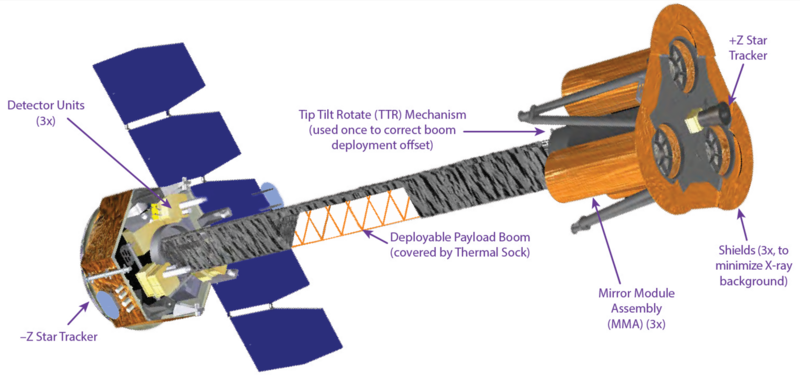 +Z Star
Tracker
Detector Units
(3x)
Tip Tilt Rotate (TTR) Mechanism
(used once to correct boom
deployment offset)
Deployable Payload Boom
(covered by Thermal Sock)
Shields (3x, to
minimize X-ray
background)
Mirror Module
Assembly
(MMA) (3x)
–Z Star Tracker